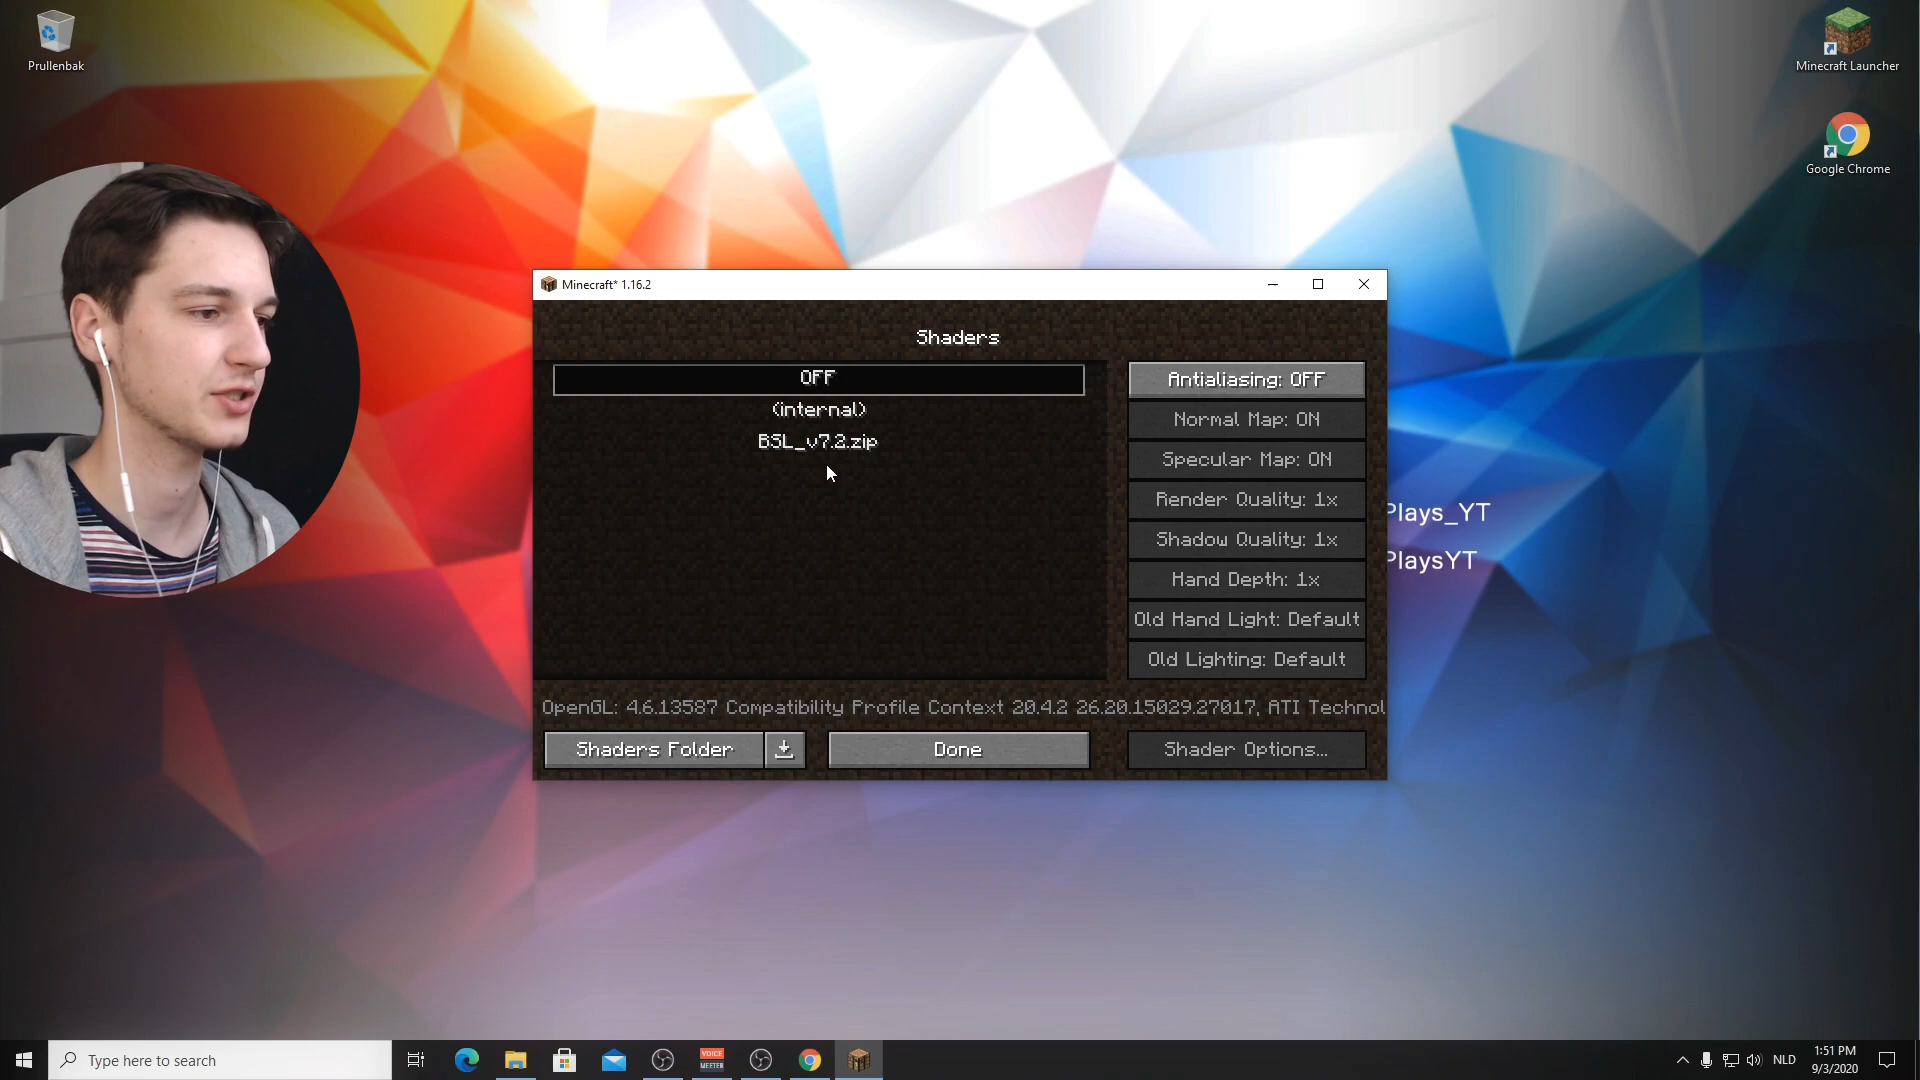 Prullenbak
Minecraft Launcher
Google Chrome
Minecraft* 1.16.2
Shaders
OFF
(internal)
BSL_v7.2.zip
Antialiasing: OFF
Normal Map: ON
Specular Map: ON
Render Quality: 1x
Shadow Quality: 1x
Hand Depth: 1x
Old Hand Light: Default
Old Lighting: Default
Plays_YT
PlaysYT
OpenGL: 4.6.13587 Compatibility Profile Context 20.4.2 26.20.15029.27017, ATI Technol
Shaders Folder
Done
Shader Options...
Type here to search
VOICE
MEETER
NLD
1:51 PM
9/3/2020